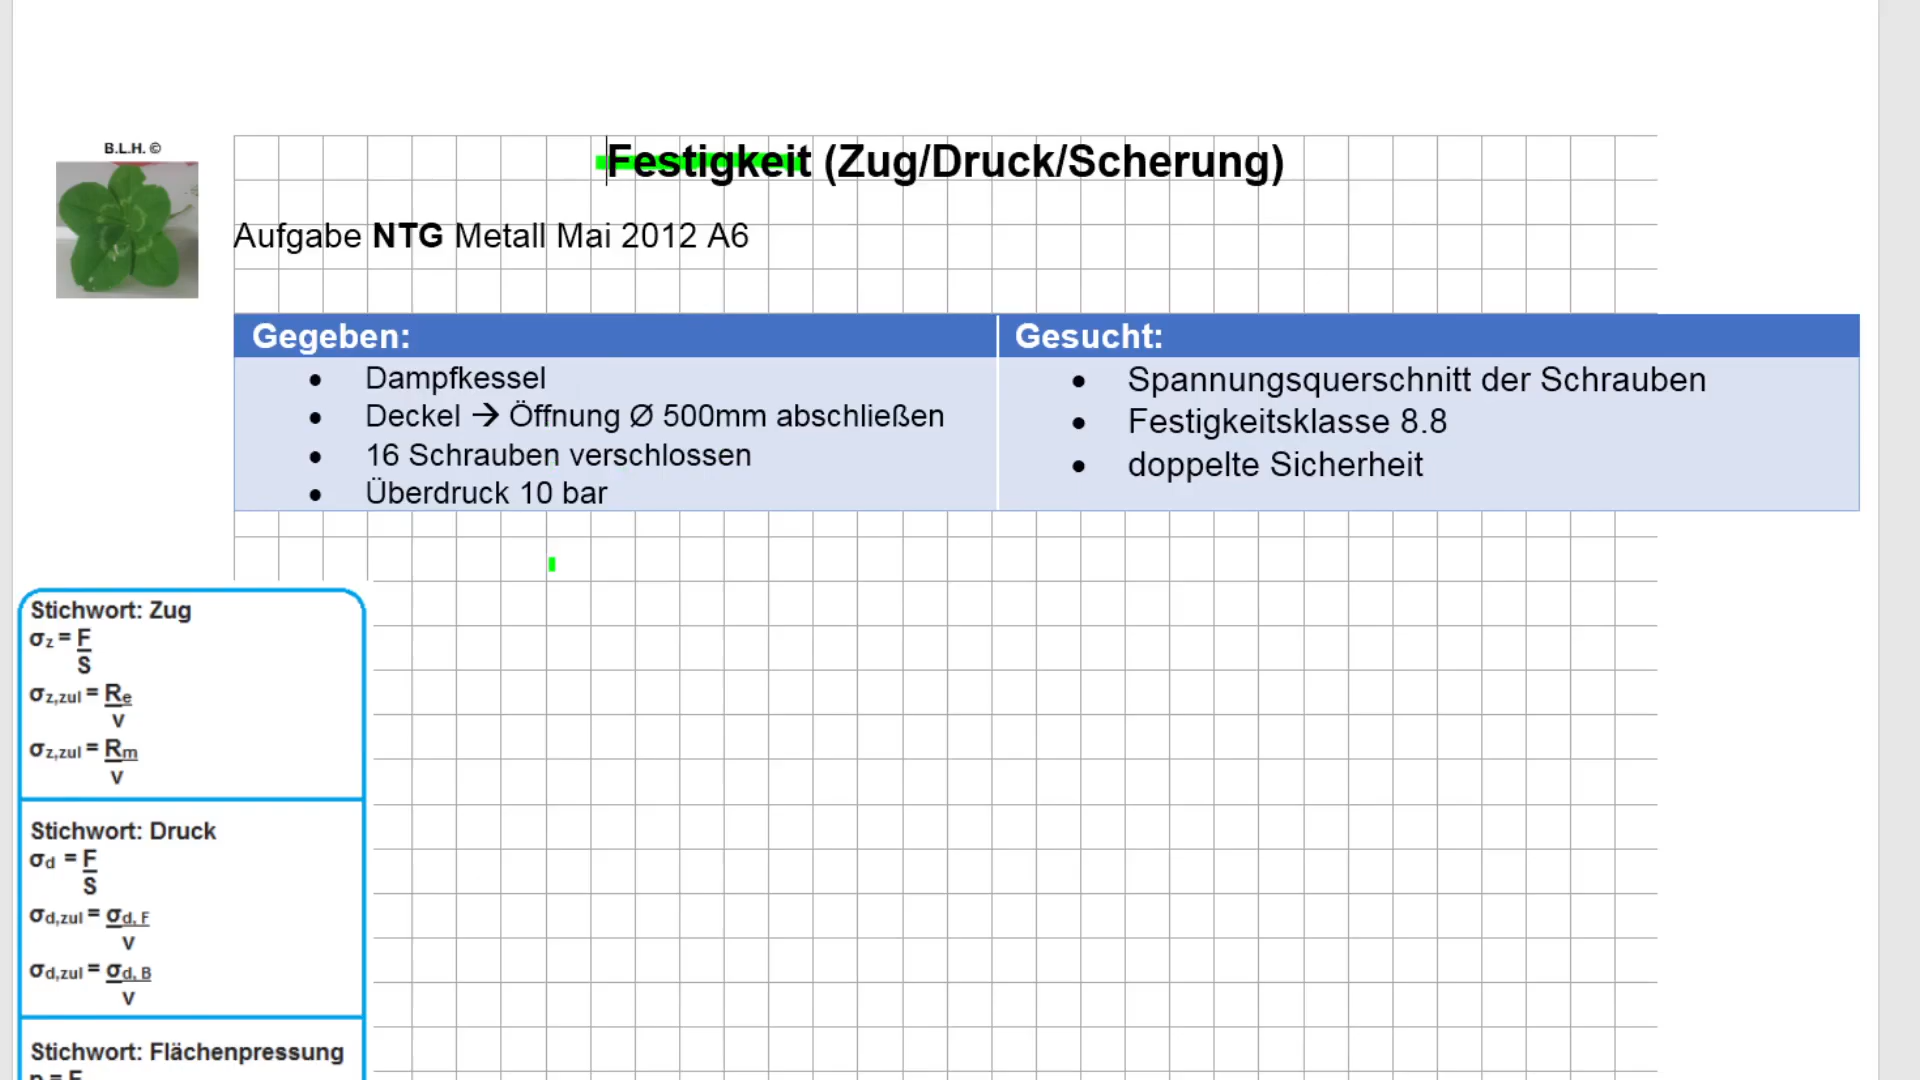 B.L.H. ©
Festigkeit (Zug/Druck/Scherung)
Aufgabe NTG Metall Mai 2012 A6
Gegeben:
• Dampfkessel
• Deckel → Öffnung Ø 500mm abschließen
• 16 Schrauben verschlossen
• Überdruck 10 bar
Gesucht:
• Spannungsquerschnitt der Schrauben
• Festigkeitsklasse 8.8
• doppelte Sicherheit
Stichwort: Zug
σz = F
S
σz,zul = Re
v
σz,zul = Rm
v
Stichwort: Druck
σd = F
S
σd,zul = σd, F
v
σd,zul = σd, B
v
Stichwort: Flächenpressung
p = F